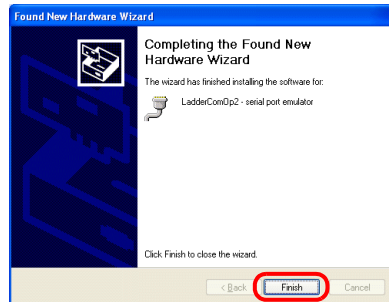 Found New Hardware Wizard
Completing the Found New
Hardware Wizard
The wizard has finished installing the software for:
LadderComOp2 - serial port emulator
Click Finish to close the wizard.
< Back
Finish
Cancel